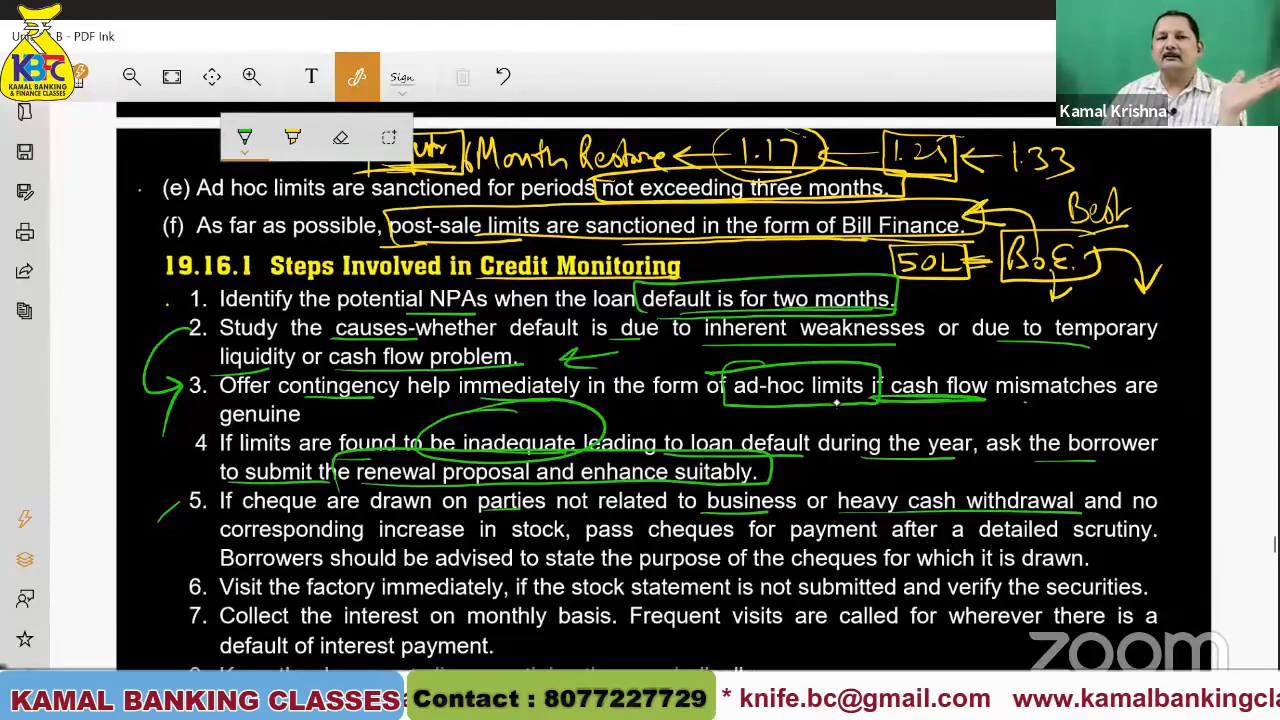 Un B - PDF Ink
KB C
KAMAL BANKING
& FINANCE CLASSES
T
Sign
Kamal Krishna
Month Restore ← 1.17 ← 1.25 ← 1.33
(e) Ad hoc limits are sanctioned for periods not exceeding three months.
Best
(f) As far as possible, post-sale limits are sanctioned in the form of Bill Finance.
50L = B.O.E.
19.16.1 Steps Involved in Credit Monitoring
1. Identify the potential NPAs when the loan default is for two months.
2. Study the causes-whether default is due to inherent weaknesses or due to temporary
liquidity or cash flow problem.
3. Offer contingency help immediately in the form of ad-hoc limits if cash flow mismatches are
genuine
4 If limits are found to be inadequate leading to loan default during the year, ask the borrower
to submit the renewal proposal and enhance suitably.
5. If cheque are drawn on parties not related to business or heavy cash withdrawal and no
corresponding increase in stock, pass cheques for payment after a detailed scrutiny.
Borrowers should be advised to state the purpose of the cheques for which it is drawn.
6. Visit the factory immediately, if the stock statement is not submitted and verify the securities.
7. Collect the interest on monthly basis. Frequent visits are called for wherever there is a
default of interest payment.
zoom
KAMAL BANKING CLASSES Contact : 8077227729 * knife.bc@gmail.com www.kamalbankingcla